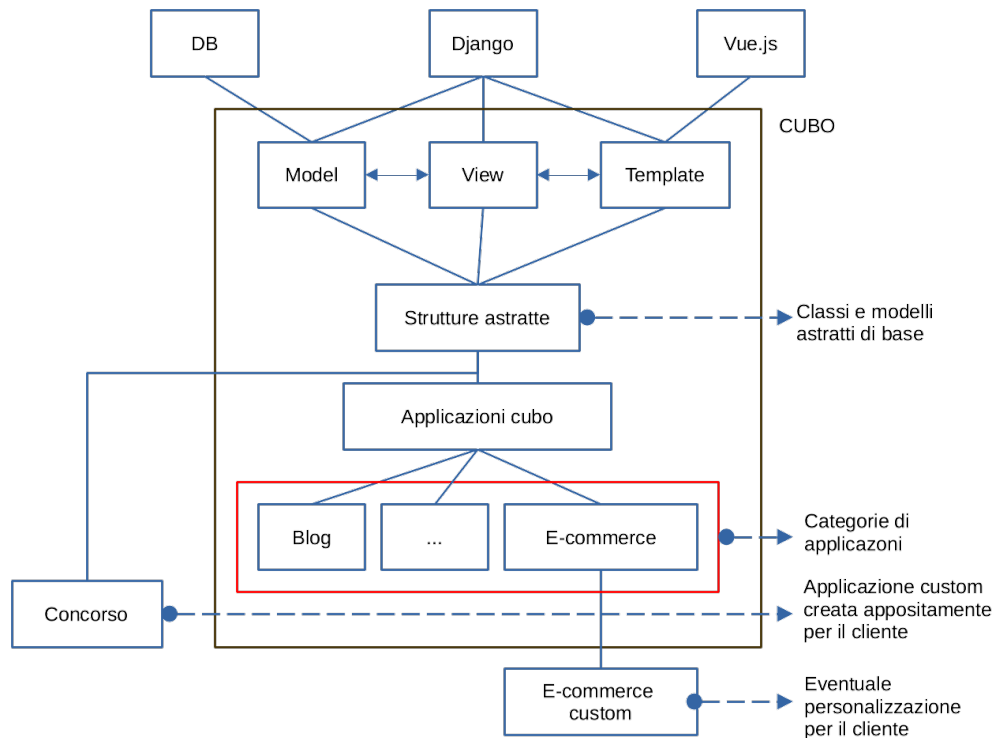 DB
Django
Vue.js
CUBO
Model
View
Template
Strutture astratte
Classi e modelli
astratti di base
Applicazioni cubo
Blog
...
E-commerce
Categorie di
applicazoni
Concorso
Applicazione custom
creata appositamente
per il cliente
E-commerce
custom
Eventuale
personalizzazione
per il cliente